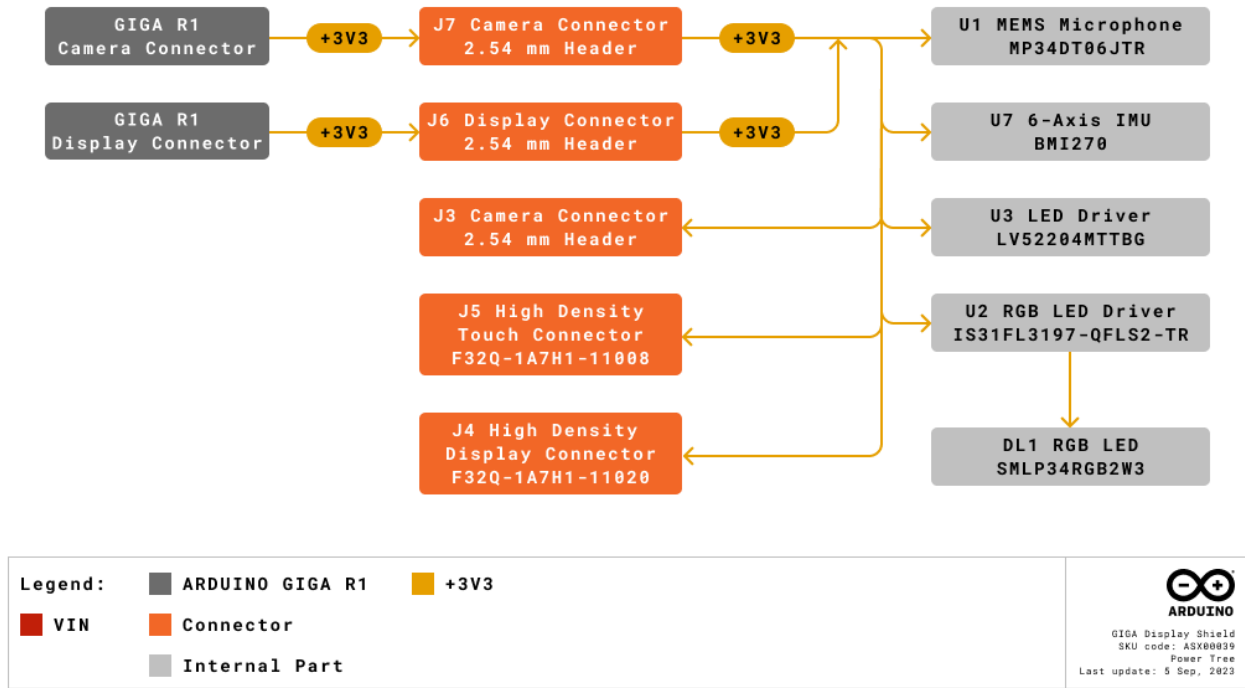 GIGA R1
Camera Connector
+3V3
J7 Camera Connector
2.54 mm Header
+3V3
U1 MEMS Microphone
MP34DT06JTR
GIGA R1
Display Connector
+3V3
J6 Display Connector
2.54 mm Header
+3V3
U7 6-Axis IMU
BMI270
J3 Camera Connector
2.54 mm Header
U3 LED Driver
LV52204MTTBG
J5 High Density
Touch Connector
F32Q-1A7H1-11008
U2 RGB LED Driver
IS31FL3197-QFLS2-TR
J4 High Density
Display Connector
F32Q-1A7H1-11020
DL1 RGB LED
SMLP34RGB2W3
Legend:
ARDUINO GIGA R1
+3V3
VIN
Connector
Internal Part
ARDUINO
GIGA Display Shield
SKU code: ASX00039
Power Tree
Last update: 5 Sep, 2023